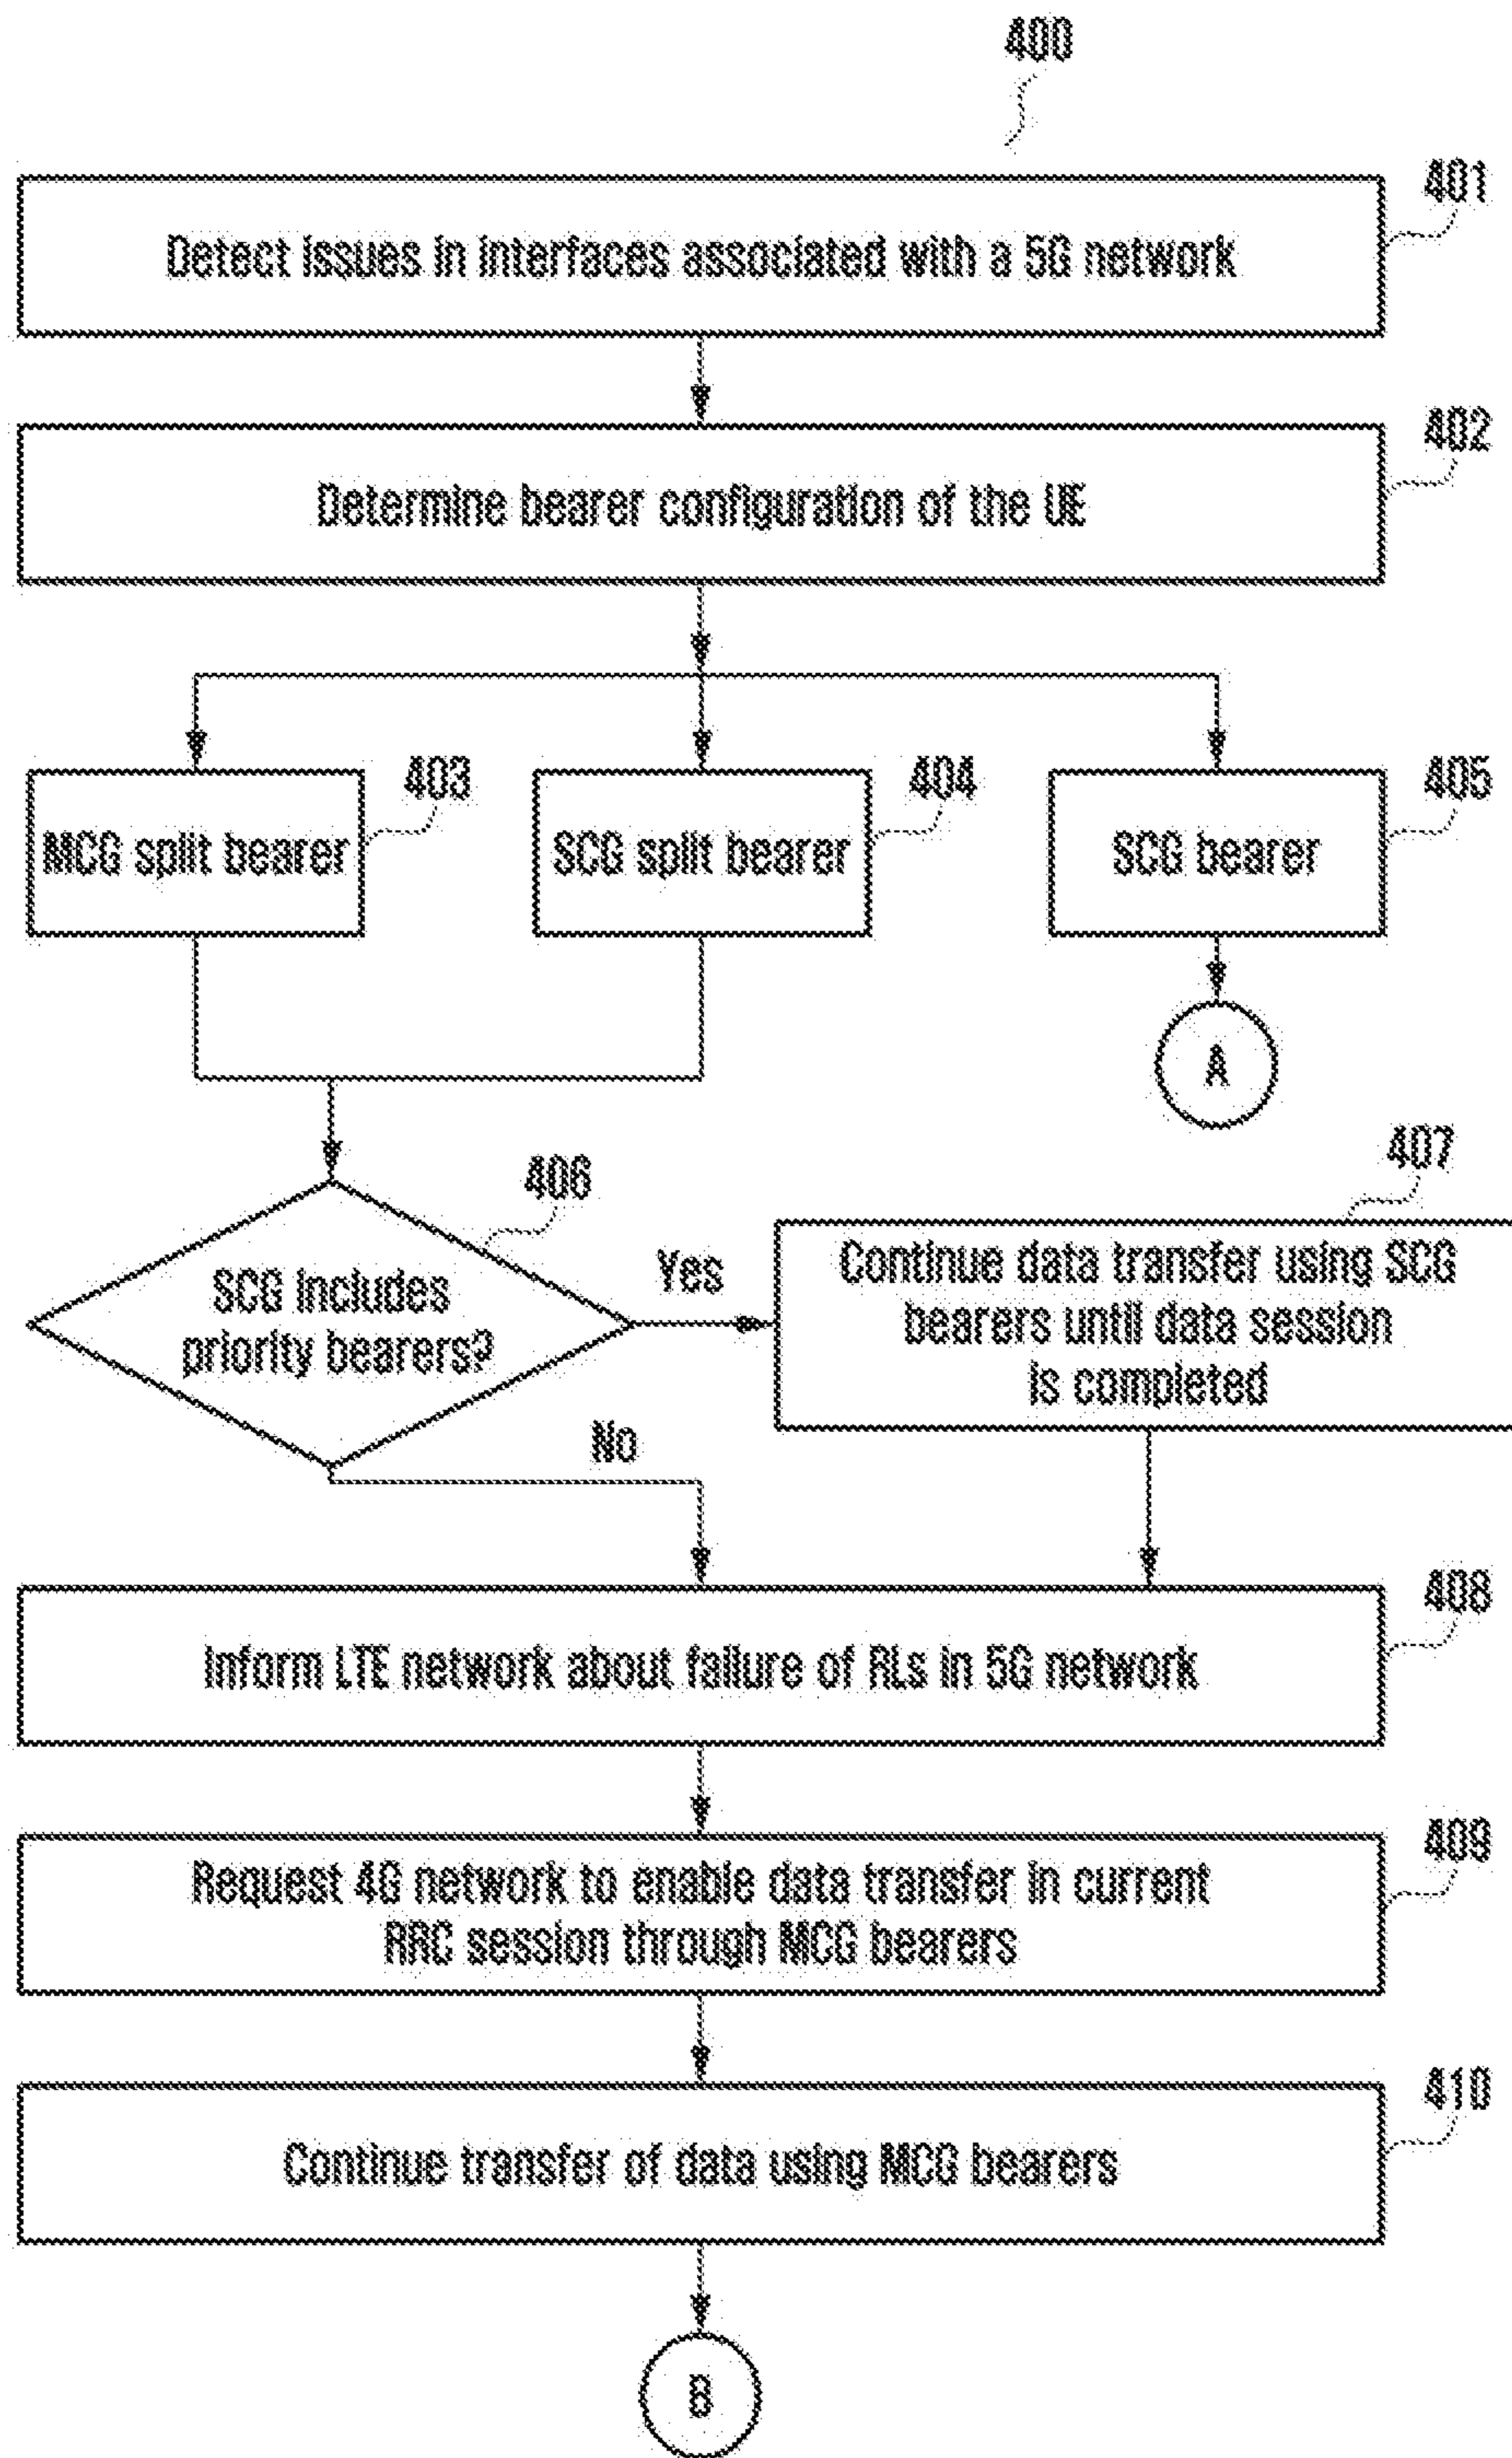 400
401
Detect issues in interfaces associated with a 5G network
402
Determine bearer configuration of the UE
403
MCG split bearer
404
SCG split bearer
405
SCG bearer
A
406
SCG includes
priority bearers?
Yes
No
407
Continue data transfer using SCG
bearers until data session
is completed
408
Inform LTE network about failure of RLs in 5G network
409
Request 4G network to enable data transfer in current
RRC session through MCG bearers
410
Continue transfer of data using MCG bearers
B